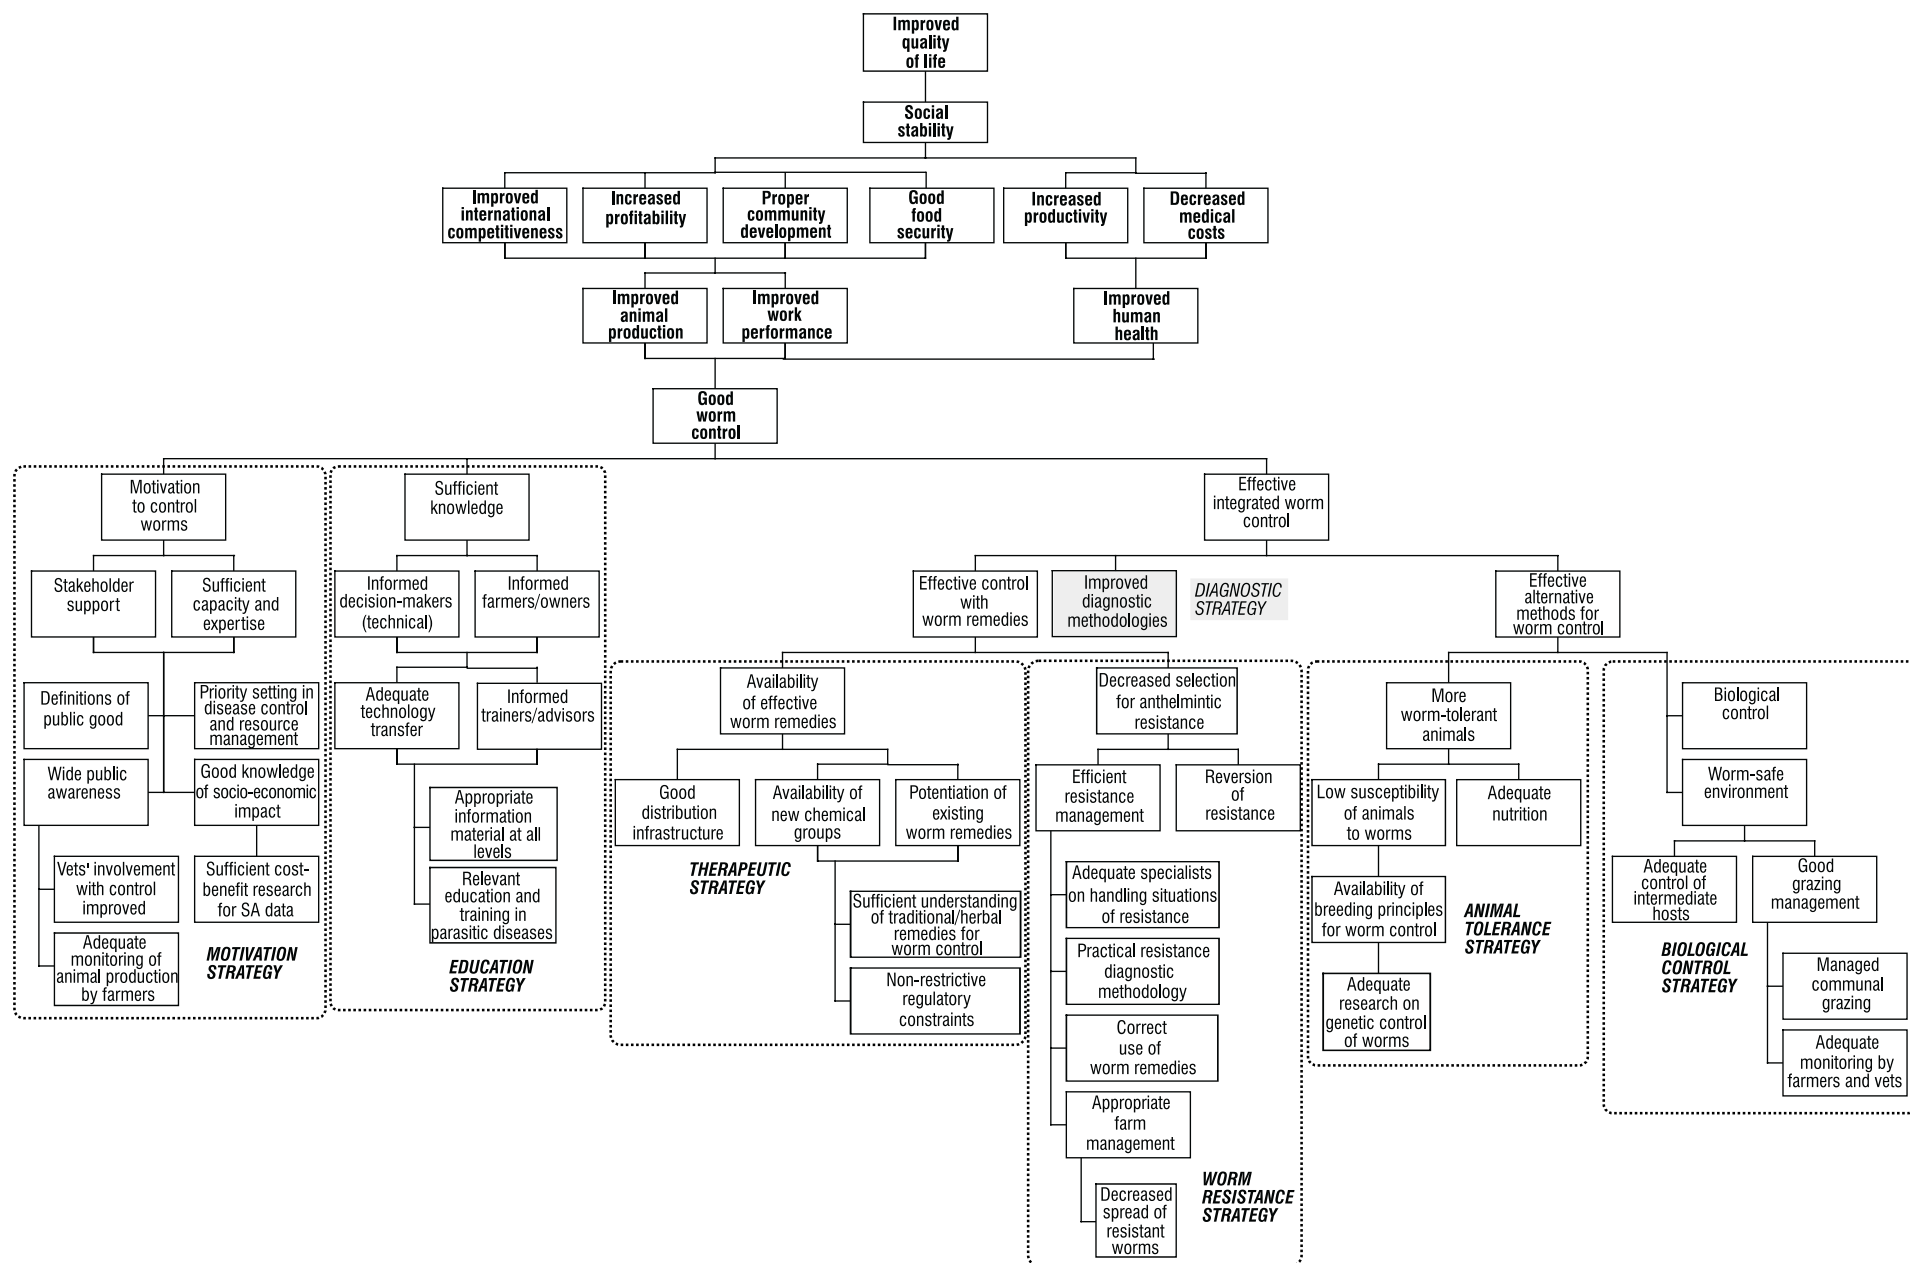 Improved
quality
of life
Social
stability
Improved
international
competitiveness
Increased
profitability
Proper
community
development
Good
food
security
Increased
productivity
Decreased
medical
costs
Improved
animal
production
Improved
work
performance
Improved
human
health
Good
worm
control
Motivation
to control
worms
Sufficient
knowledge
Effective
integrated worm
control
Stakeholder
support
Sufficient
capacity and
expertise
Informed
decision-makers
(technical)
Informed
farmers/owners
Effective control
with
worm remedies
Improved
diagnostic
methodologies
DIAGNOSTIC
STRATEGY
Effective
alternative
methods for
worm control
Definitions of
public good
Priority setting in
disease control
and resource
management
Adequate
technology
transfer
Informed
trainers/advisors
Availability
of effective
worm remedies
Decreased selection
for anthelmintic
resistance
More
worm-tolerant
animals
Biological
control
Wide public
awareness
Good knowledge
of socio-economic
impact
Appropriate
information
material at all
levels
Good
distribution
infrastructure
Availability of
new chemical
groups
Potentiation of
existing
worm remedies
Efficient
resistance
management
Reversion
of
resistance
Low susceptibility
of animals
to worms
Adequate
nutrition
Worm-safe
environment
Vets' involvement
with control
improved
Sufficient cost-
benefit research
for SA data
Relevant
education and
training in
parasitic diseases
THERAPEUTIC
STRATEGY
Sufficient understanding
of traditional/herbal
remedies for
worm control
Adequate specialists
on handling situations
of resistance
Availability of
breeding principles
for worm control
ANIMAL
TOLERANCE
STRATEGY
Adequate
control of
intermediate
hosts
Good
grazing
management
Adequate
monitoring of
animal production
by farmers
MOTIVATION
STRATEGY
EDUCATION
STRATEGY
Non-restrictive
regulatory
constraints
Practical resistance
diagnostic
methodology
Adequate
research on
genetic control
of worms
BIOLOGICAL
CONTROL
STRATEGY
Managed
communal
grazing
Correct
use of
worm remedies
Adequate
monitoring by
farmers and vets
Appropriate
farm
management
Decreased
spread of
resistant
worms
WORM
RESISTANCE
STRATEGY